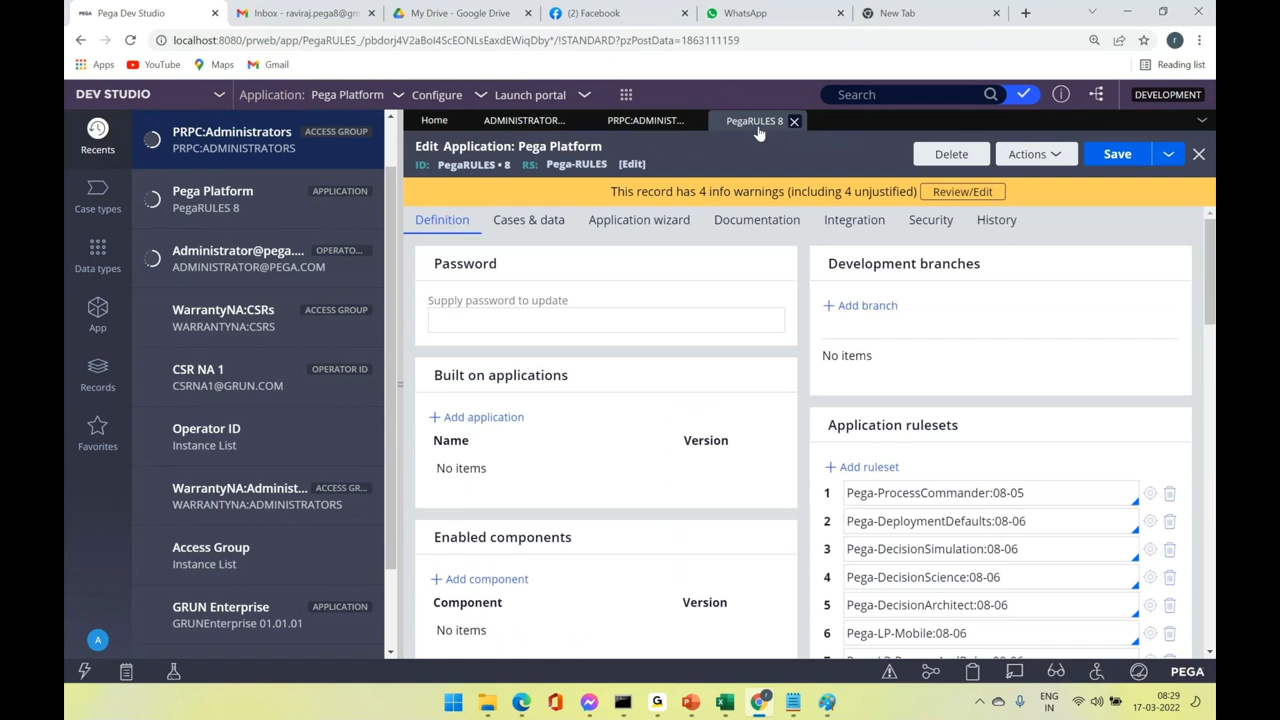 Pega Dev Studio
Inbox - raviraj.pega8@gm
My Drive - Google Drive
(2) Facebook
WhatsApp
New Tab
localhost:8080/prweb/app/PegaRULES_/pbdorj4V2aBol4ScEONLsEaxdEWiqDby*/!STANDARD?pzPostData=1863111159
r
Apps
YouTube
Maps
Gmail
Reading list
DEV STUDIO
Application: Pega Platform
Configure
Launch portal
Search
DEVELOPMENT
Home
ADMINISTRATOR...
PRPC:ADMINIST...
PegaRULES 8
Recents
Case types
Data types
App
Records
Favorites
A
PRPC:Administrators
ACCESS GROUP
PRPC:ADMINISTRATORS
Pega Platform
APPLICATION
PegaRULES 8
Administrator@pega....
OPERATO...
ADMINISTRATOR@PEGA.COM
WarrantyNA:CSRs
ACCESS GROUP
WARRANTYNA:CSRS
CSR NA 1
OPERATOR ID
CSRNA1@GRUN.COM
Operator ID
Instance List
WarrantyNA:Administ...
ACCESS GR...
WARRANTYNA:ADMINISTRATORS
Access Group
Instance List
GRUN Enterprise
APPLICATION
GRUNEnterprise 01.01.01
Edit Application: Pega Platform
ID: PegaRULES • 8 RS: Pega-RULES [Edit]
Delete
Actions
Save
This record has 4 info warnings (including 4 unjustified)
Review/Edit
Definition
Cases & data
Application wizard
Documentation
Integration
Security
History
Password
Supply password to update
Built on applications
+ Add application
Name
Version
No items
Enabled components
+ Add component
Component
Version
No items
Development branches
+ Add branch
No items
Application rulesets
+ Add ruleset
1 Pega-ProcessCommander:08-05
2 Pega-DeploymentDefaults:08-06
3 Pega-DecisionSimulation:08-06
4 Pega-DecisionScience:08-06
5 Pega-DecisionArchitect:08-06
6 Pega-LP-Mobile:08-06
PEGA
ENG
IN
08:29
17-03-2022